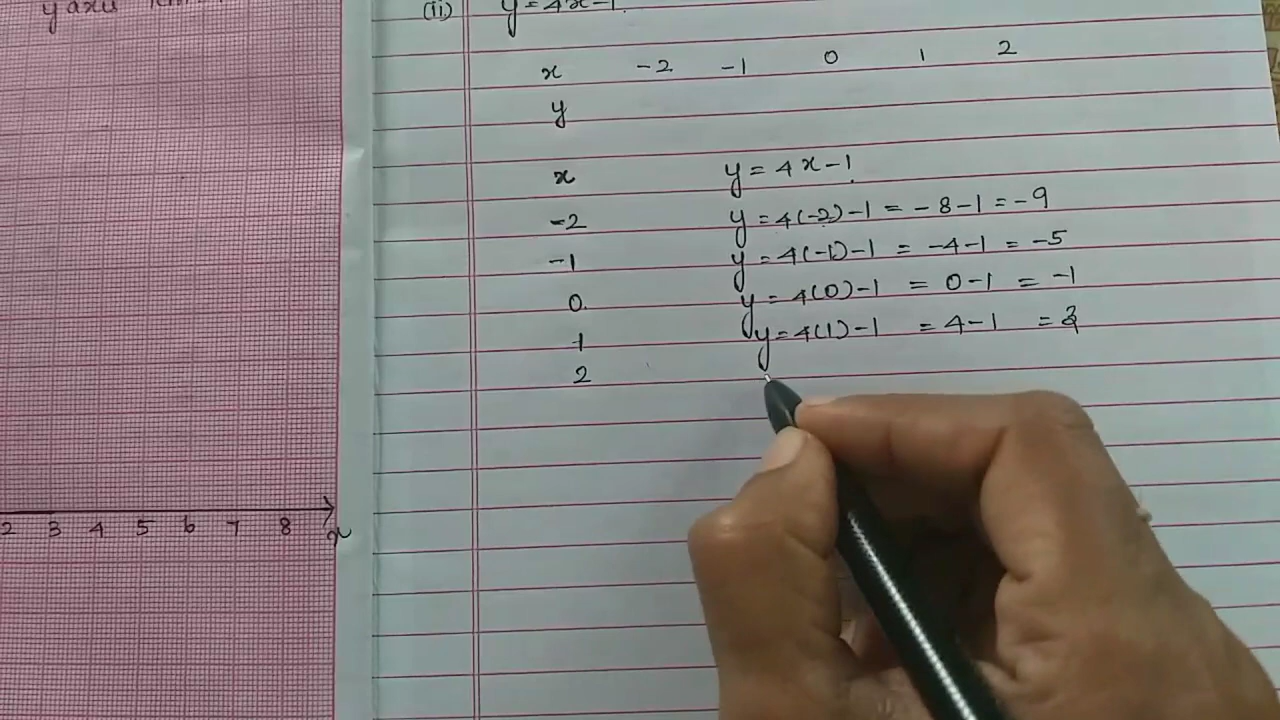 (ii) y = 4x - 1
x -2 -1 0 1 2
y
x y = 4x - 1
-2 y = 4(-2) - 1 = -8 - 1 = -9
-1 y = 4(-1) - 1 = -4 - 1 = -5
0 y = 4(0) - 1 = 0 - 1 = -1
1 y = 4(1) - 1 = 4 - 1 = 3
2
2 3 4 5 6 7 8 x